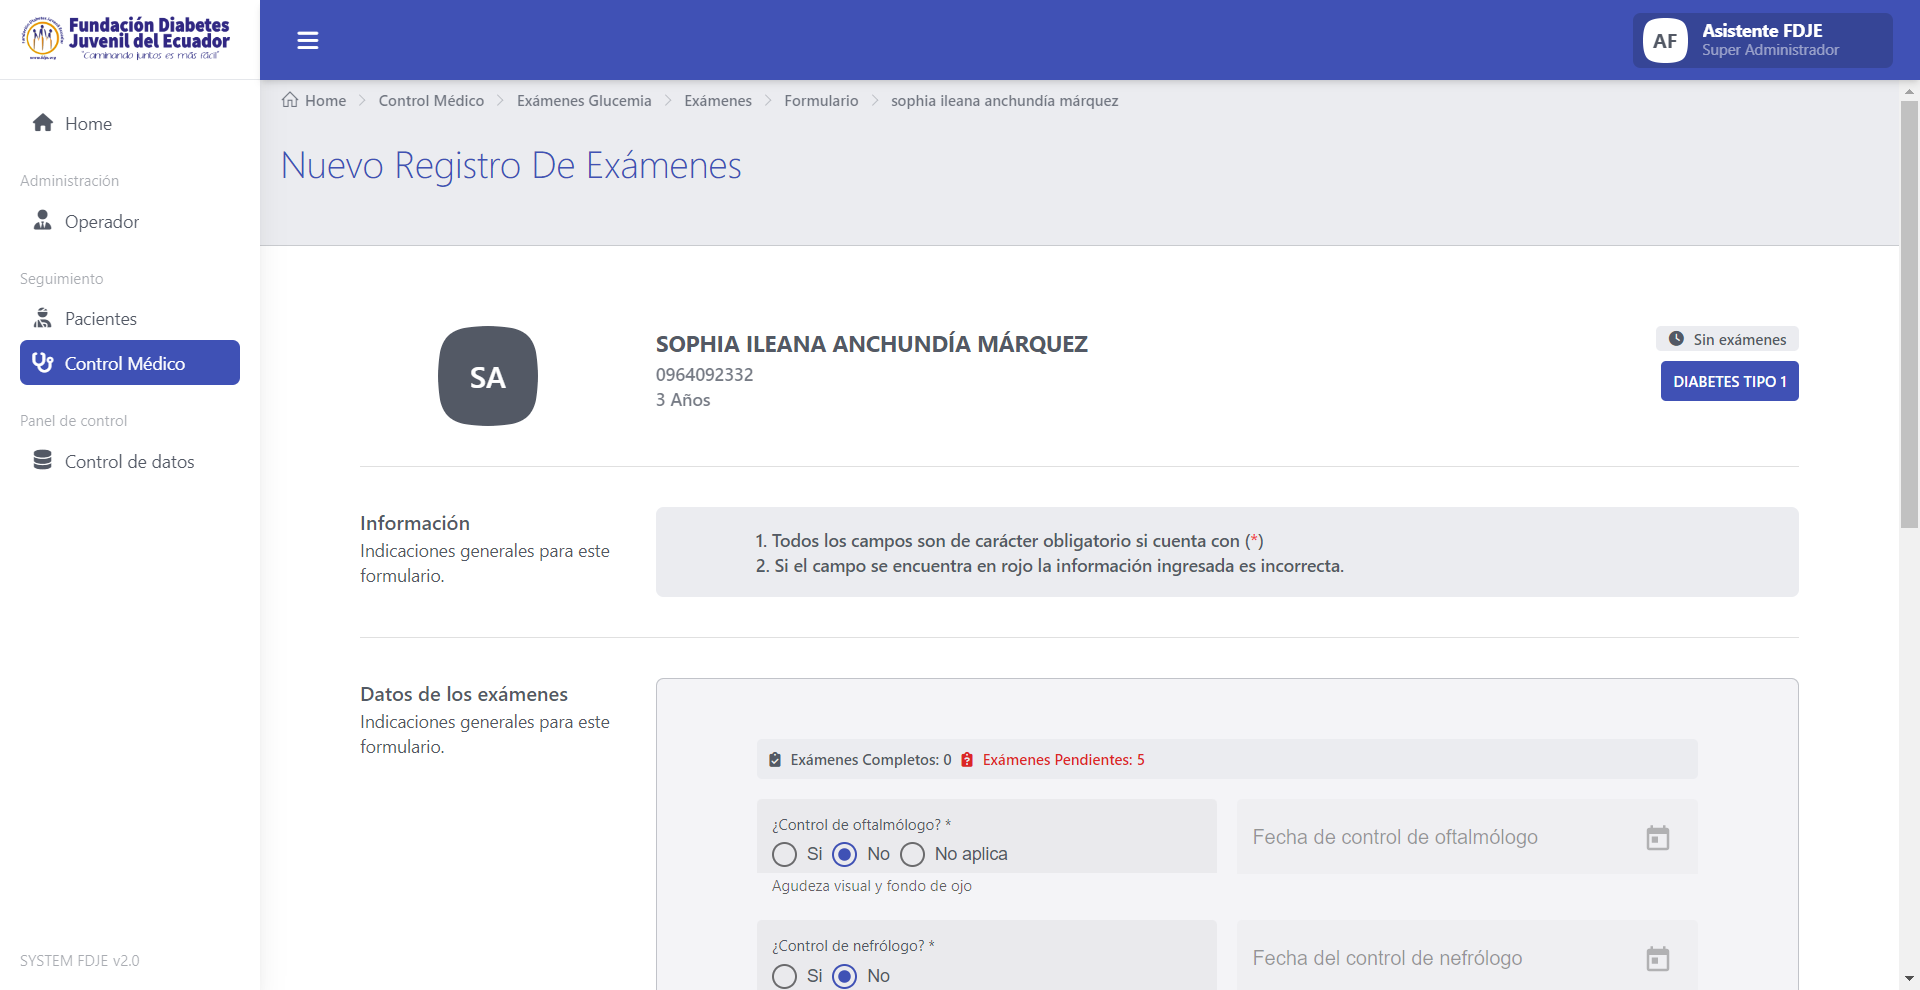 Fundación Diabetes
Juvenil del Ecuador
"Caminando juntos es más fácil"
Home
Administración
Operador
Seguimiento
Pacientes
Control Médico
Panel de control
Control de datos
SYSTEM FDJE v2.0
AF
Asistente FDJE
Super Administrador
Home
Control Médico
Exámenes Glucemia
Exámenes
Formulario
sophia ileana anchundía márquez
Nuevo Registro De Exámenes
SA
SOPHIA ILEANA ANCHUNDÍA MÁRQUEZ
0964092332
3 Años
Sin exámenes
DIABETES TIPO 1
Información
Indicaciones generales para este
formulario.
1. Todos los campos son de carácter obligatorio si cuenta con (*)
2. Si el campo se encuentra en rojo la información ingresada es incorrecta.
Datos de los exámenes
Indicaciones generales para este
formulario.
Exámenes Completos: 0
Exámenes Pendientes: 5
¿Control de oftalmólogo? *
Si
No
No aplica
Agudeza visual y fondo de ojo
Fecha de control de oftalmólogo
¿Control de nefrólogo? *
Si
No
Fecha del control de nefrólogo